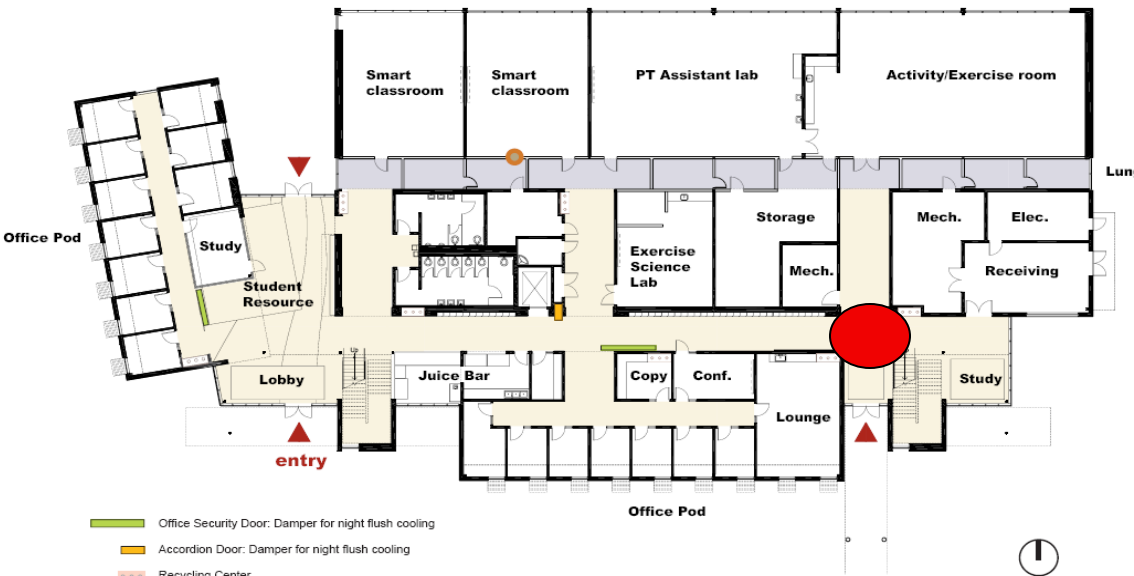 Smart
classroom
Smart
classroom
PT Assistant lab
Activity/Exercise room
Lun
Office Pod
Study
Student
Resource
Exercise
Science
Lab
Storage
Mech.
Mech.
Elec.
Receiving
Up
Lobby
Juice Bar
Copy
Conf.
Lounge
Study
entry
Office Pod
Office Security Door: Damper for night flush cooling
Accordion Door: Damper for night flush cooling
Recycling Center